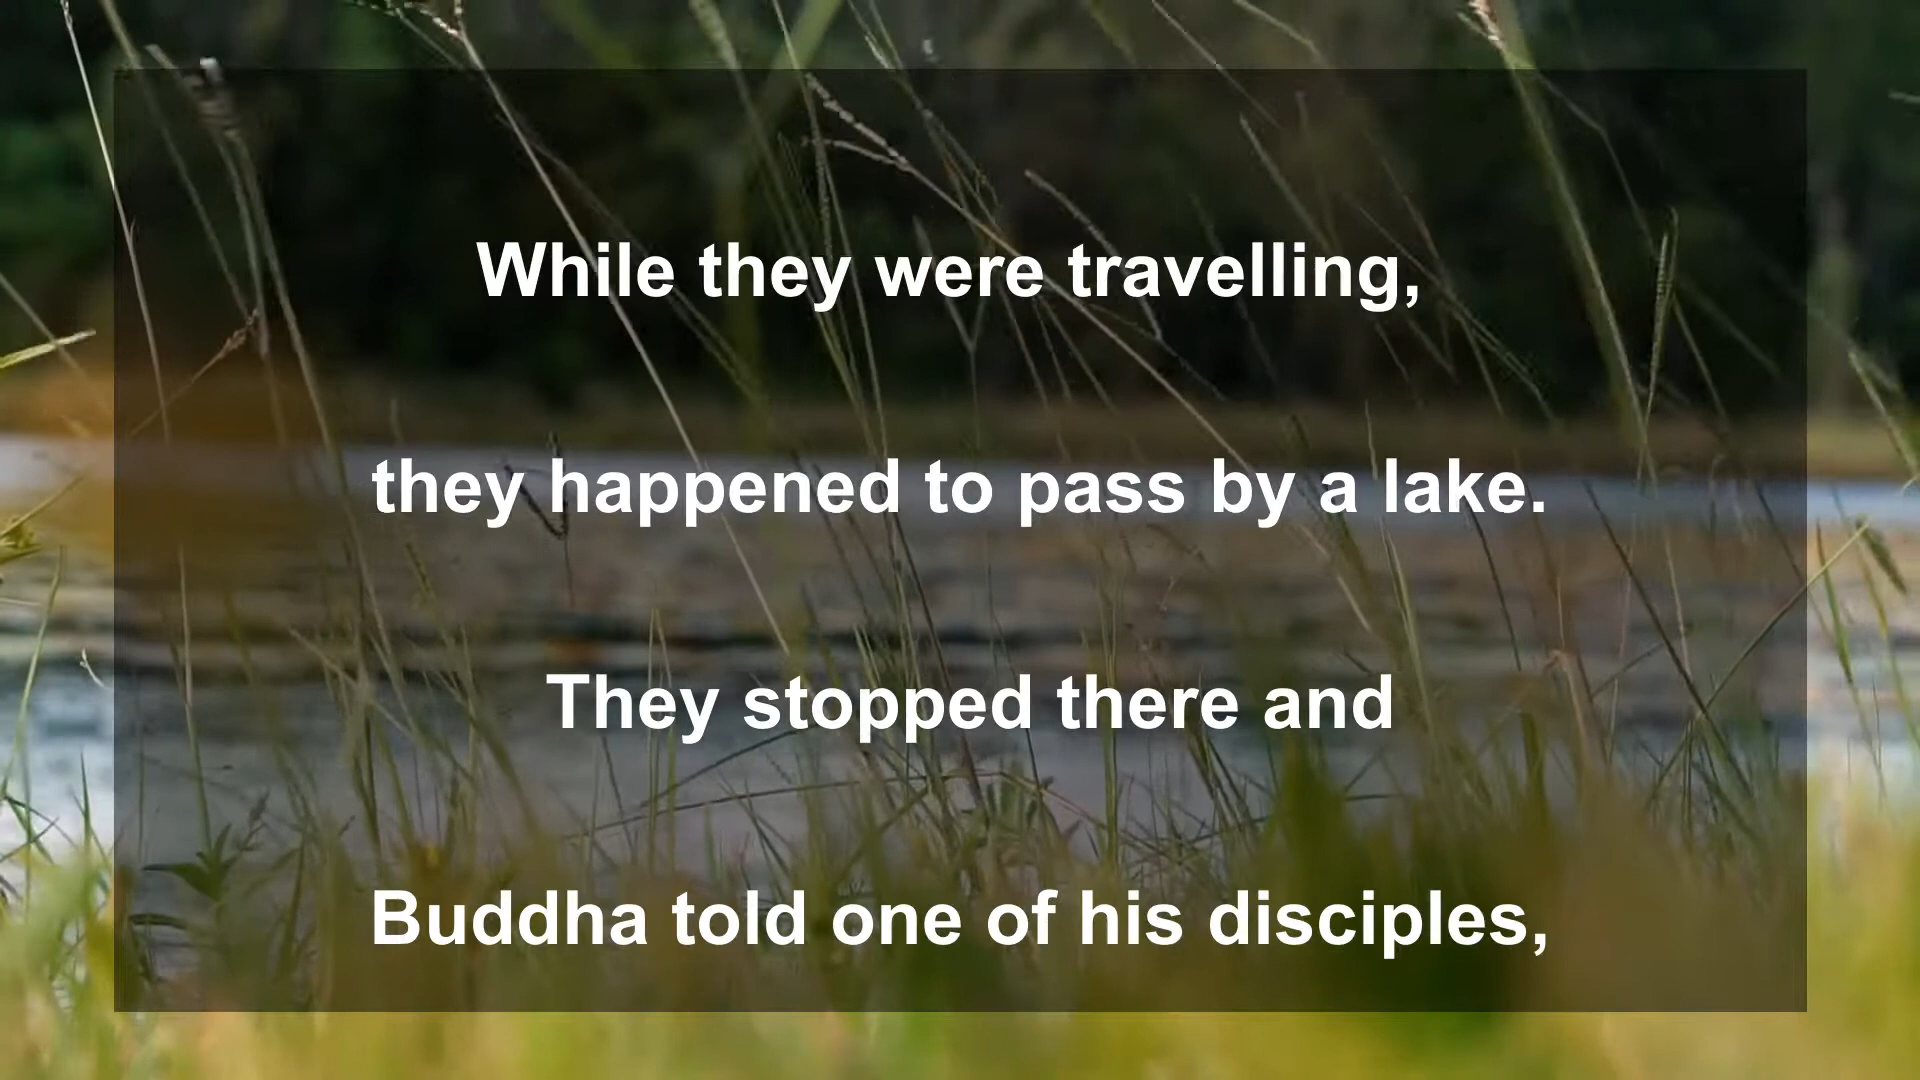 While they were travelling,
they happened to pass by a lake.
They stopped there and
Buddha told one of his disciples,